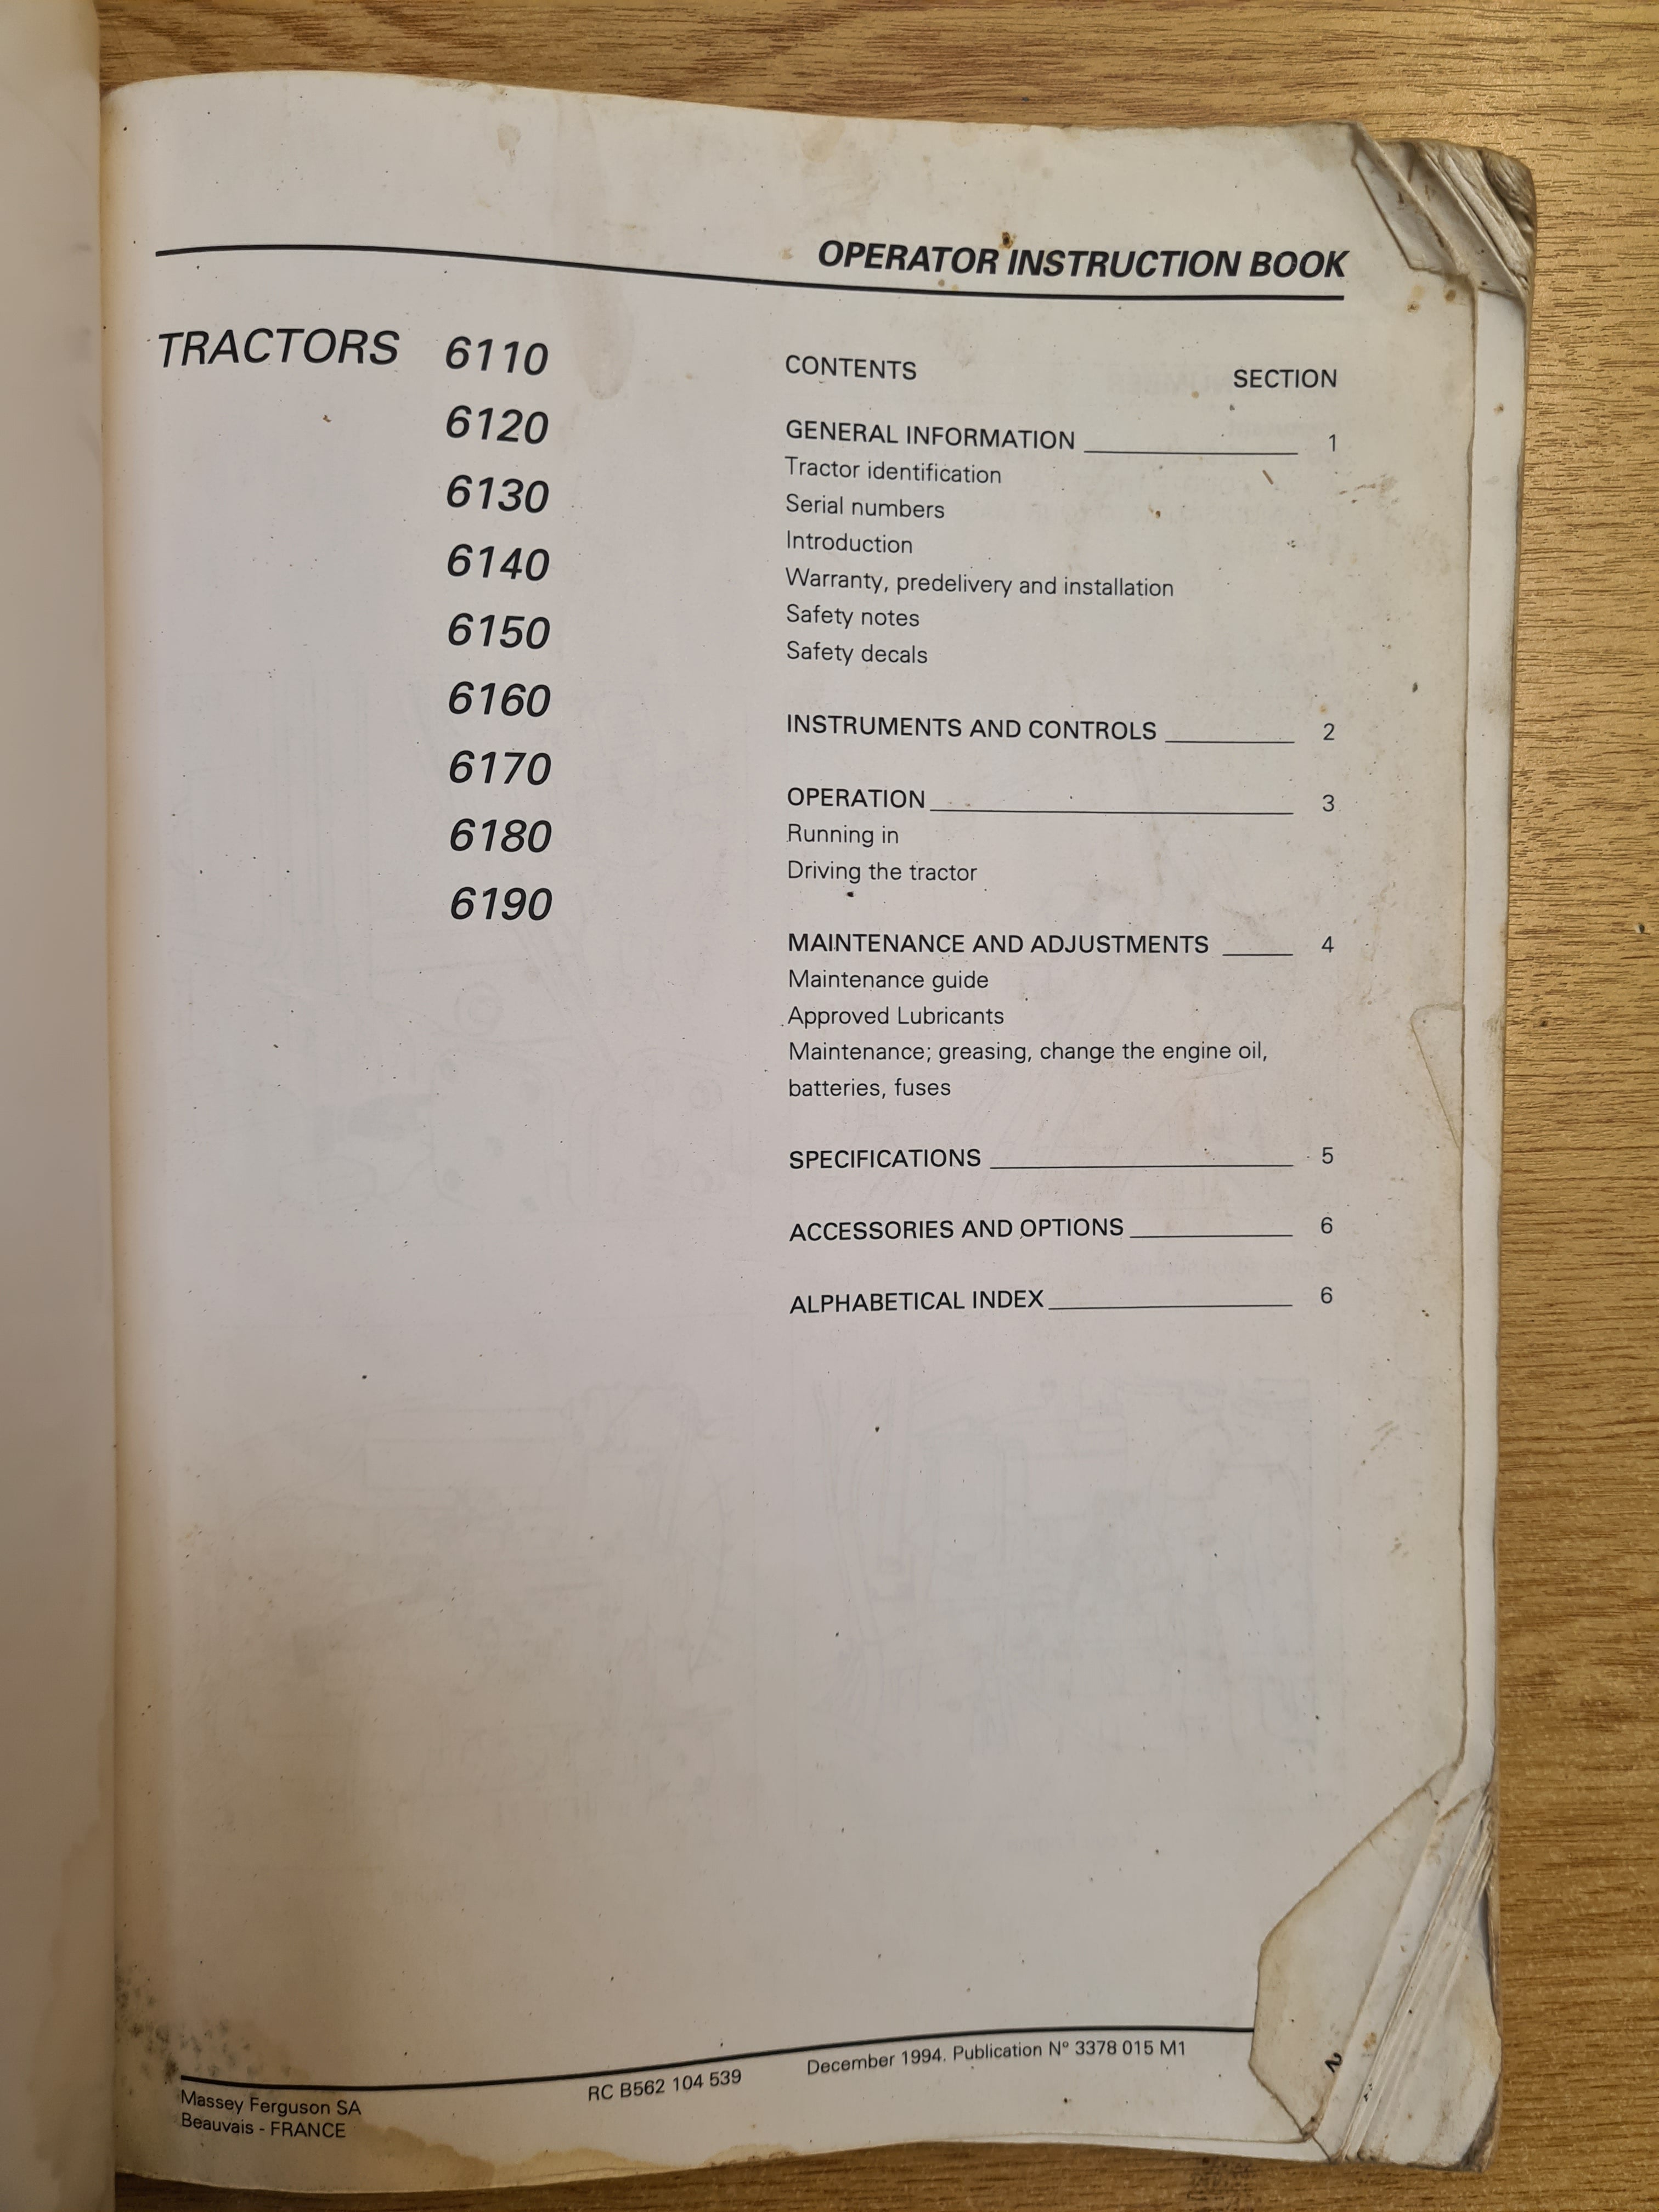 OPERATOR INSTRUCTION BOOK
TRACTORS 6110
6120
6130
6140
6150
6160
6170
6180
6190
CONTENTS SECTION
GENERAL INFORMATION 1
Tractor identification
Serial numbers
Introduction
Warranty, predelivery and installation
Safety notes
Safety decals
INSTRUMENTS AND CONTROLS 2
OPERATION 3
Running in
Driving the tractor
MAINTENANCE AND ADJUSTMENTS 4
Maintenance guide
Approved Lubricants
Maintenance; greasing, change the engine oil,
batteries, fuses
SPECIFICATIONS 5
ACCESSORIES AND OPTIONS 6
ALPHABETICAL INDEX 6
Massey Ferguson SA
Beauvais - FRANCE
RC B562 104 539
December 1994. Publication N° 3378 015 M1